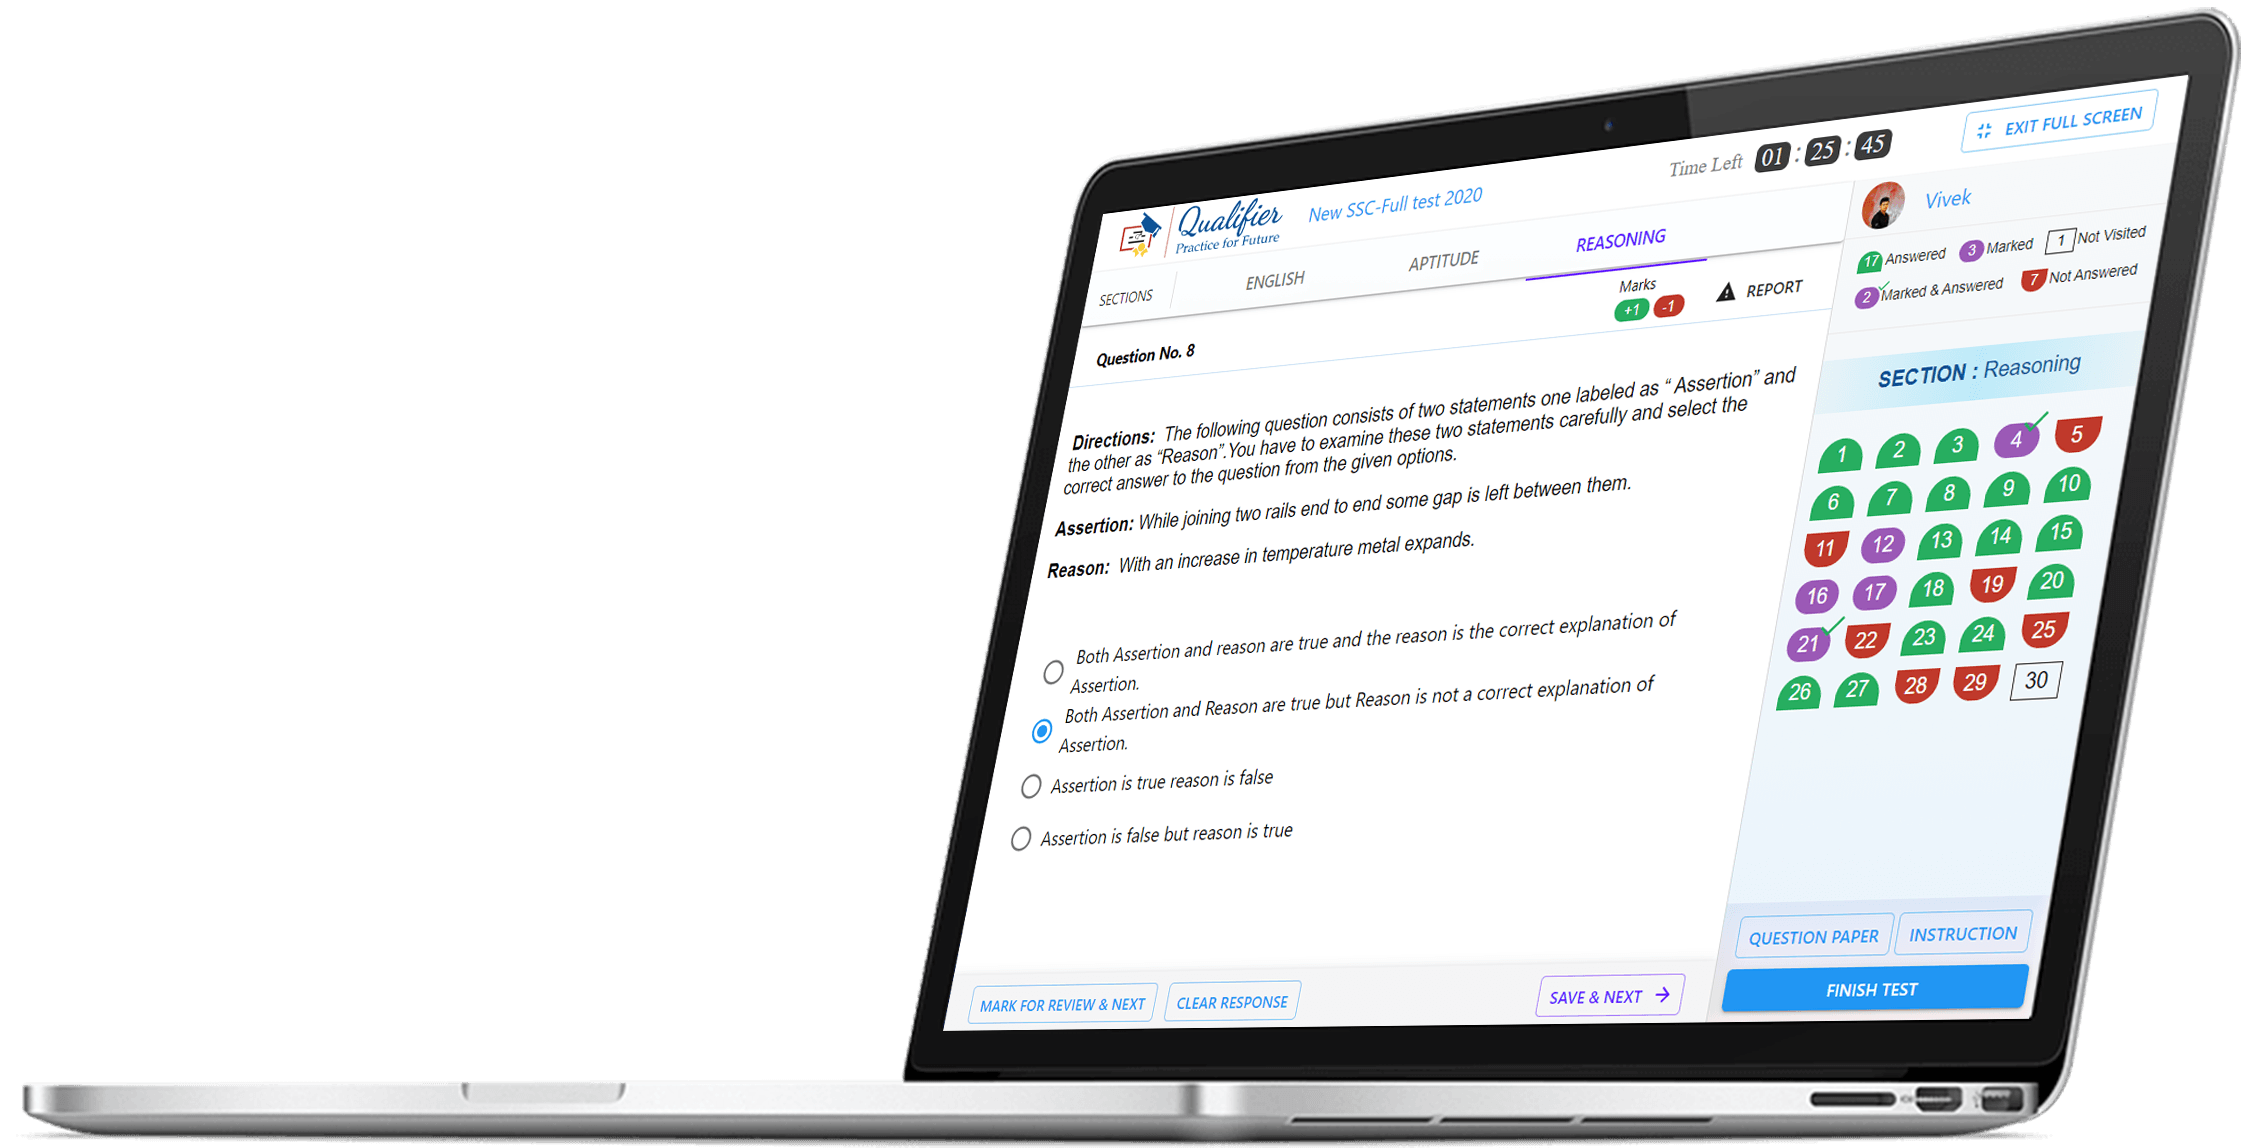 Time Left 01 : 25 : 45
EXIT FULL SCREEN
Qualifier
Practice for Future
New SSC-Full test 2020
Vivek
SECTIONS
ENGLISH
APTITUDE
REASONING
17 Answered
3 Marked
1 Not Visited
2 Marked & Answered
7 Not Answered
Marks
+1 -1
REPORT
Question No. 8
Directions: The following question consists of two statements one labeled as “ Assertion” and
the other as “Reason”.You have to examine these two statements carefully and select the
correct answer to the question from the given options.
Assertion: While joining two rails end to end some gap is left between them.
Reason: With an increase in temperature metal expands.
Both Assertion and reason are true and the reason is the correct explanation of
Assertion.
Both Assertion and Reason are true but Reason is not a correct explanation of
Assertion.
Assertion is true reason is false
Assertion is false but reason is true
SECTION : Reasoning
1 2 3 4 5
6 7 8 9 10
11 12 13 14 15
16 17 18 19 20
21 22 23 24 25
26 27 28 29 30
QUESTION PAPER
INSTRUCTION
MARK FOR REVIEW & NEXT
CLEAR RESPONSE
SAVE & NEXT
FINISH TEST